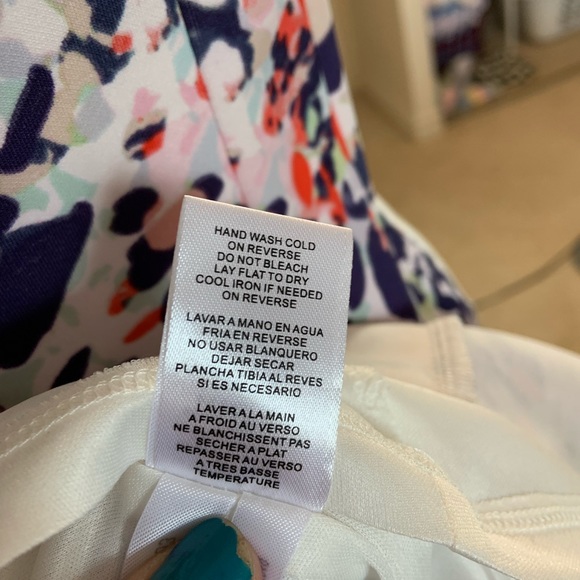 HAND WASH COLD
ON REVERSE
DO NOT BLEACH
LAY FLAT TO DRY
COOL IRON IF NEEDED
ON REVERSE
LAVAR A MANO EN AGUA
FRIA EN REVERSE
NO USAR BLANQUERO
DEJAR SECAR
PLANCHA TIBIA AL REVES
SI ES NECESARIO
LAVER A LA MAIN
A FROID AU VERSO
NE BLANCHISSENT PAS
SECHER A PLAT
REPASSER AU VERSO
A TRES BASSE
TEMPERATURE